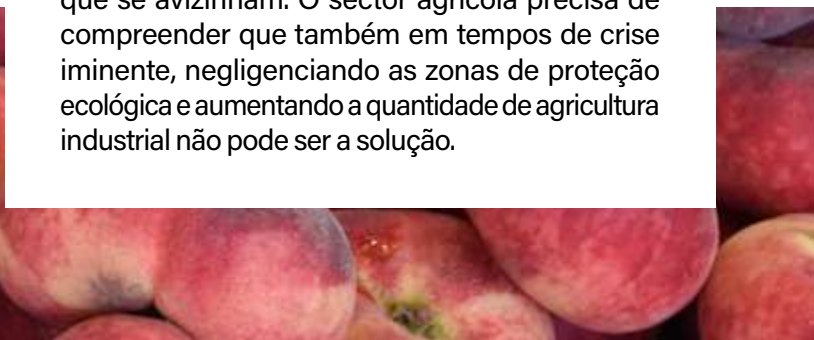 que se avizinham. O sector agrícola precisa de
compreender que também em tempos de crise
iminente, negligenciando as zonas de proteção
ecológica e aumentando a quantidade de agricultura
industrial não pode ser a solução.